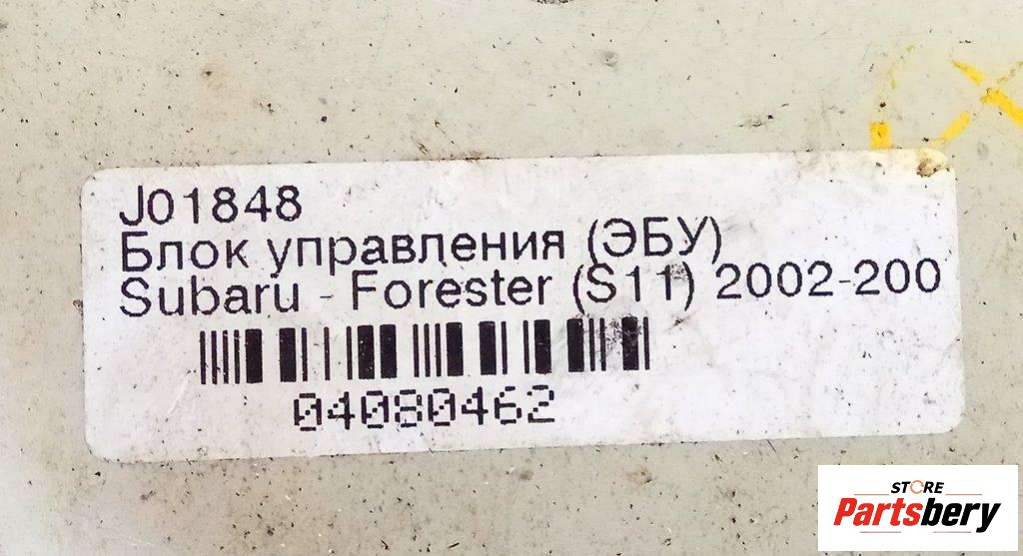 J01848
Блок управления (ЭБУ)
Subaru - Forester (S11) 2002-200
04080462
STORE
Partsbery